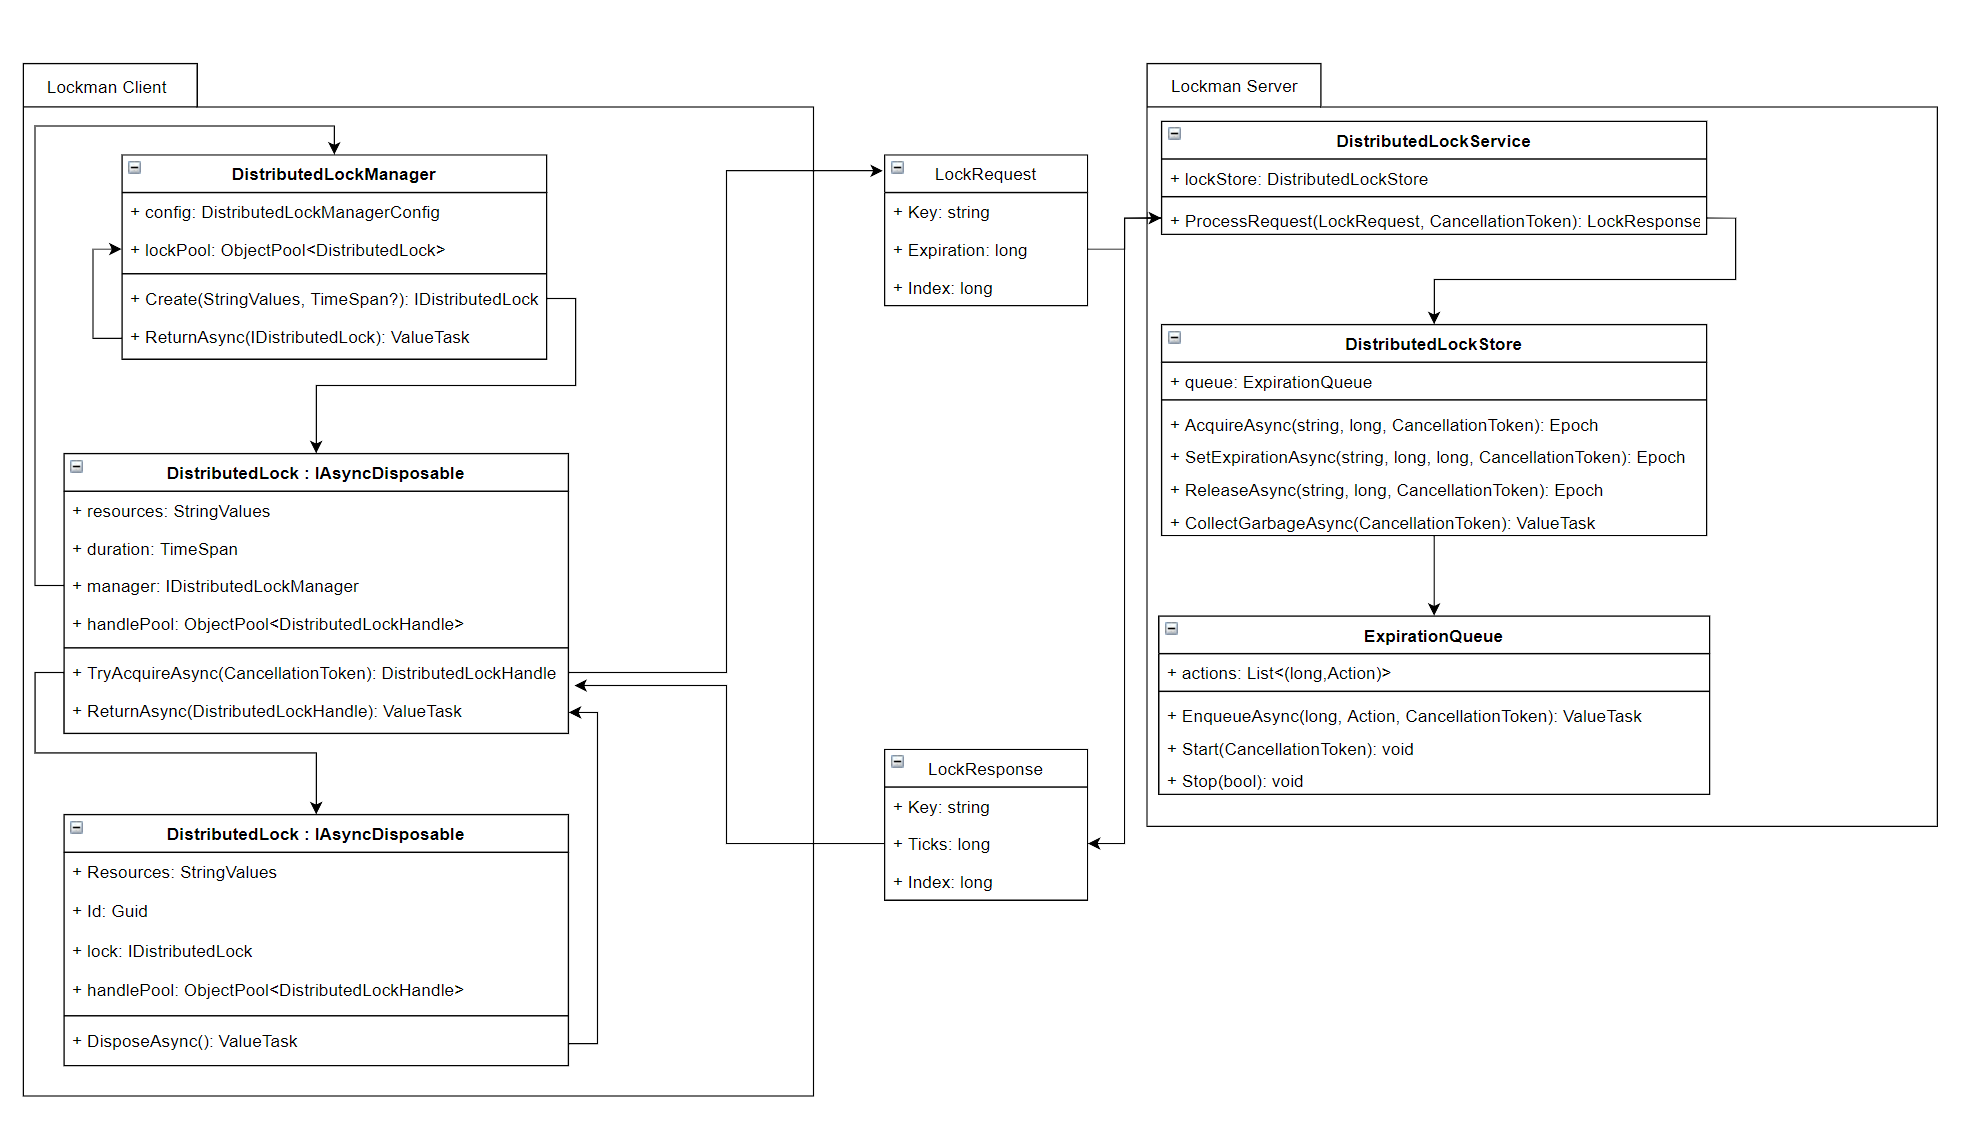 Lockman Client
DistributedLockManager
+ config: DistributedLockManagerConfig
+ lockPool: ObjectPool<DistributedLock>
+ Create(StringValues, TimeSpan?): IDistributedLock
+ ReturnAsync(IDistributedLock): ValueTask
DistributedLock : IAsyncDisposable
+ resources: StringValues
+ duration: TimeSpan
+ manager: IDistributedLockManager
+ handlePool: ObjectPool<DistributedLockHandle>
+ TryAcquireAsync(CancellationToken): DistributedLockHandle
+ ReturnAsync(DistributedLockHandle): ValueTask
DistributedLock : IAsyncDisposable
+ Resources: StringValues
+ Id: Guid
+ lock: IDistributedLock
+ handlePool: ObjectPool<DistributedLockHandle>
+ DisposeAsync(): ValueTask
LockRequest
+ Key: string
+ Expiration: long
+ Index: long
LockResponse
+ Key: string
+ Ticks: long
+ Index: long
Lockman Server
DistributedLockService
+ lockStore: DistributedLockStore
+ ProcessRequest(LockRequest, CancellationToken): LockResponse
DistributedLockStore
+ queue: ExpirationQueue
+ AcquireAsync(string, long, CancellationToken): Epoch
+ SetExpirationAsync(string, long, long, CancellationToken): Epoch
+ ReleaseAsync(string, long, CancellationToken): Epoch
+ CollectGarbageAsync(CancellationToken): ValueTask
ExpirationQueue
+ actions: List<(long,Action)>
+ EnqueueAsync(long, Action, CancellationToken): ValueTask
+ Start(CancellationToken): void
+ Stop(bool): void